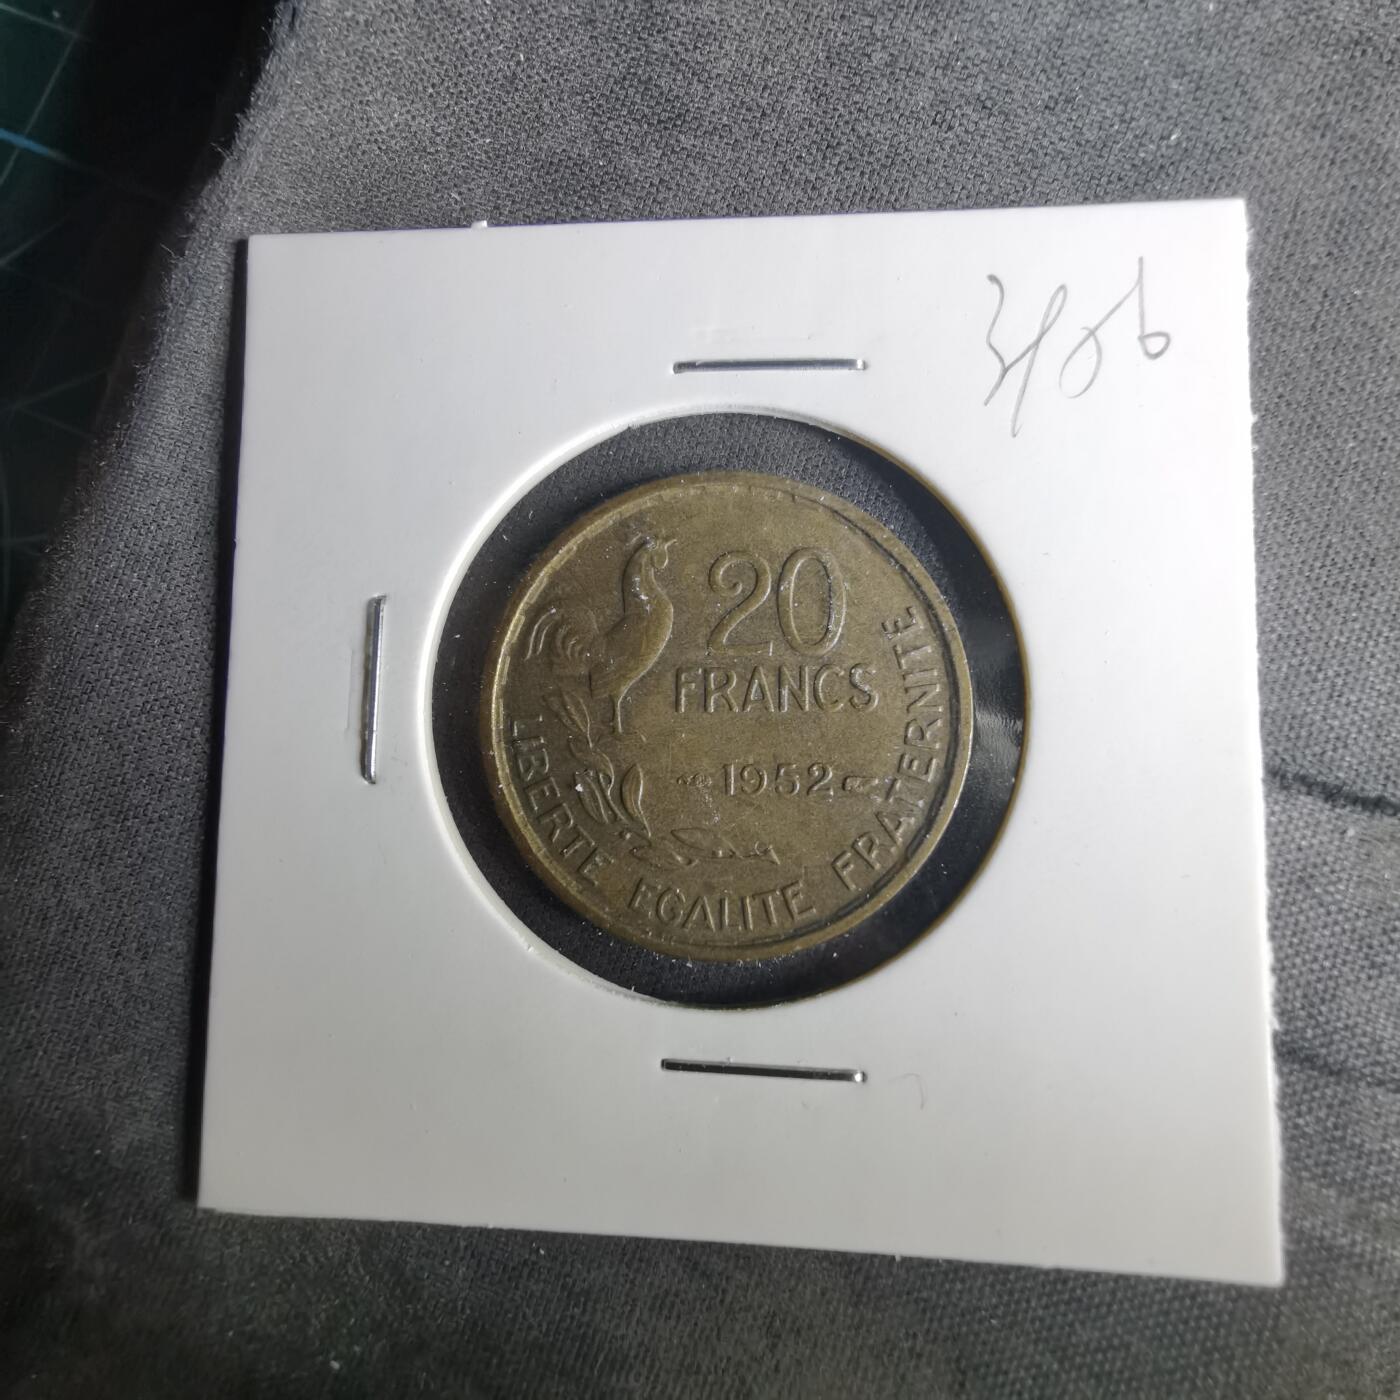 20
FRANCS
1952
LIBERTE EGALITE FRATERNITE